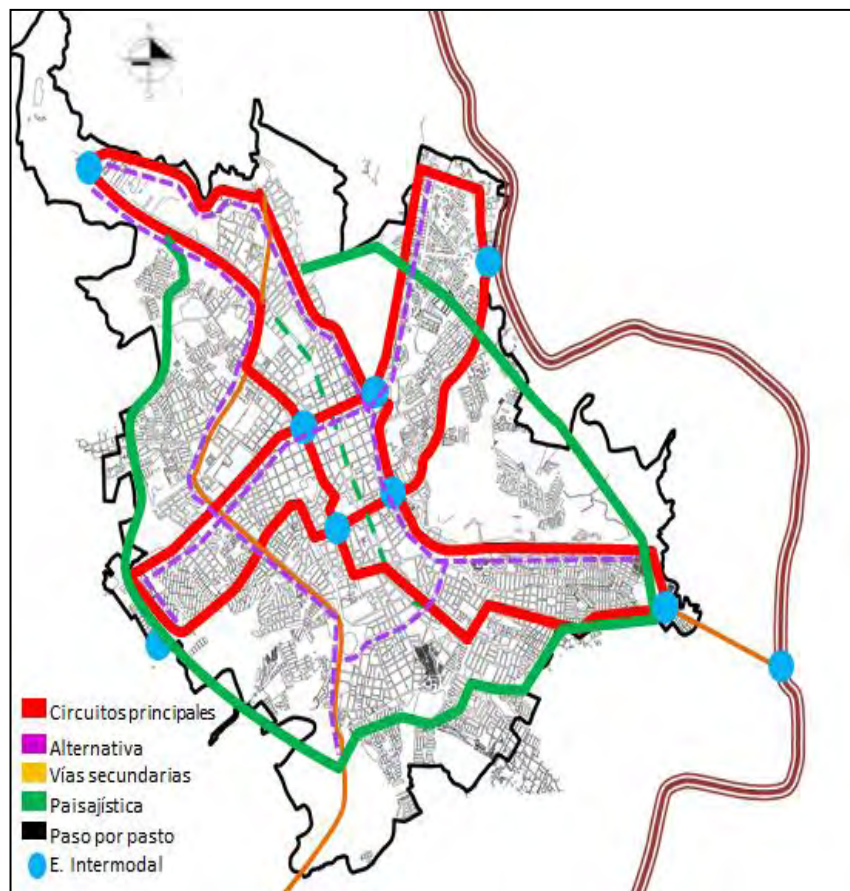 Circuitos principales
Alternativa
Vías secundarias
Paisajística
Paso por pasto
E. Intermodal